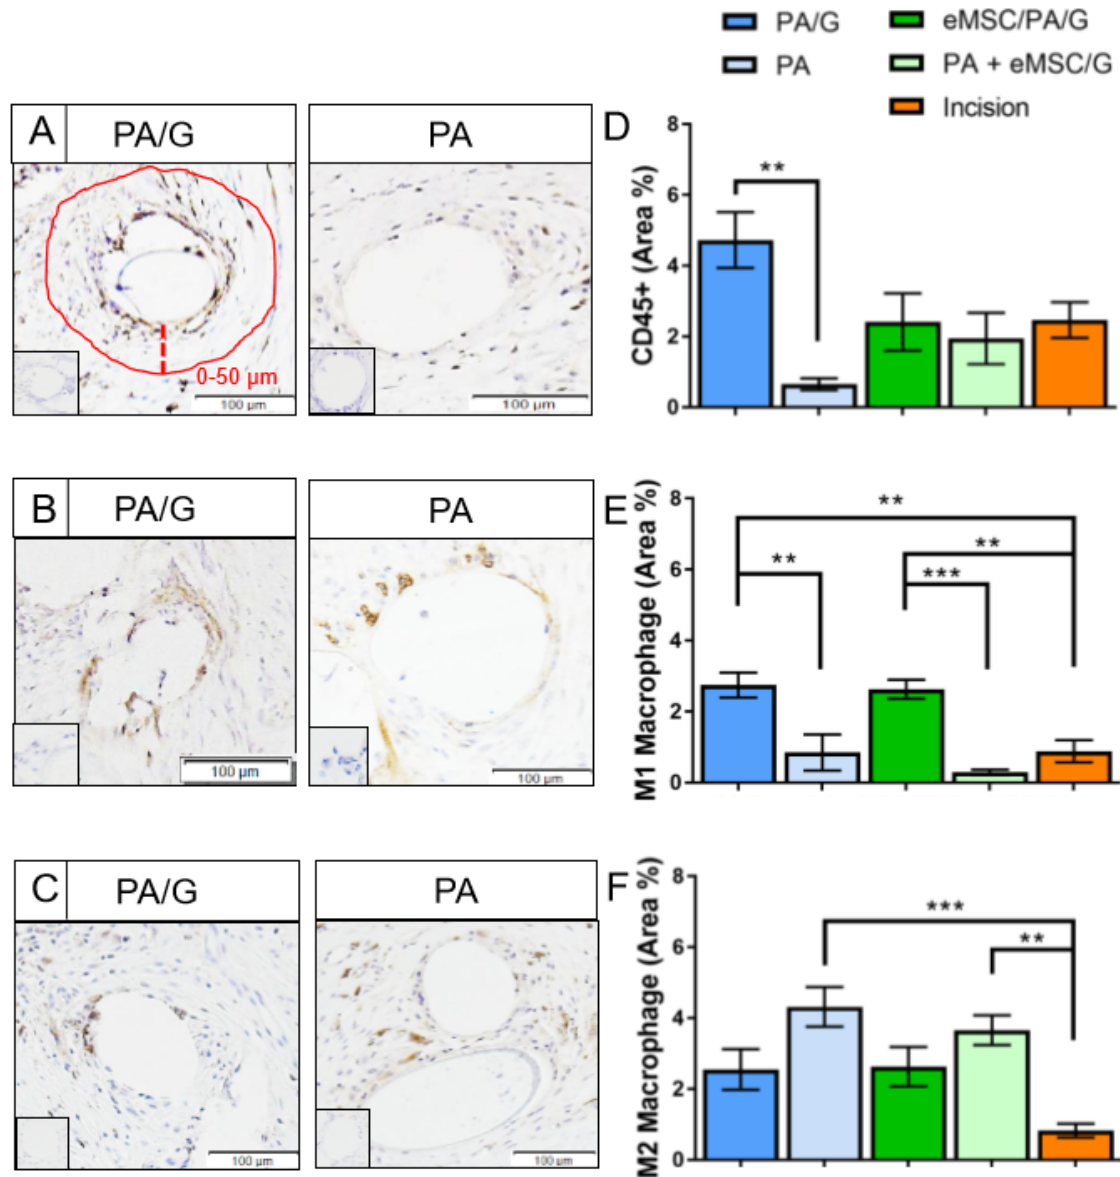 PA/G
eMSC/PA/G
PA
PA + eMSC/G
Incision
A
PA/G
PA
0-50 µm
100 µm
100 µm
D
CD45+ (Area %)
8
6
4
2
0
**
B
PA/G
PA
100 µm
100 µm
E
M1 Macrophage (Area %)
8
6
4
2
0
**
**
**
***
C
PA/G
PA
100 µm
100 µm
F
M2 Macrophage (Area %)
8
6
4
2
0
***
**